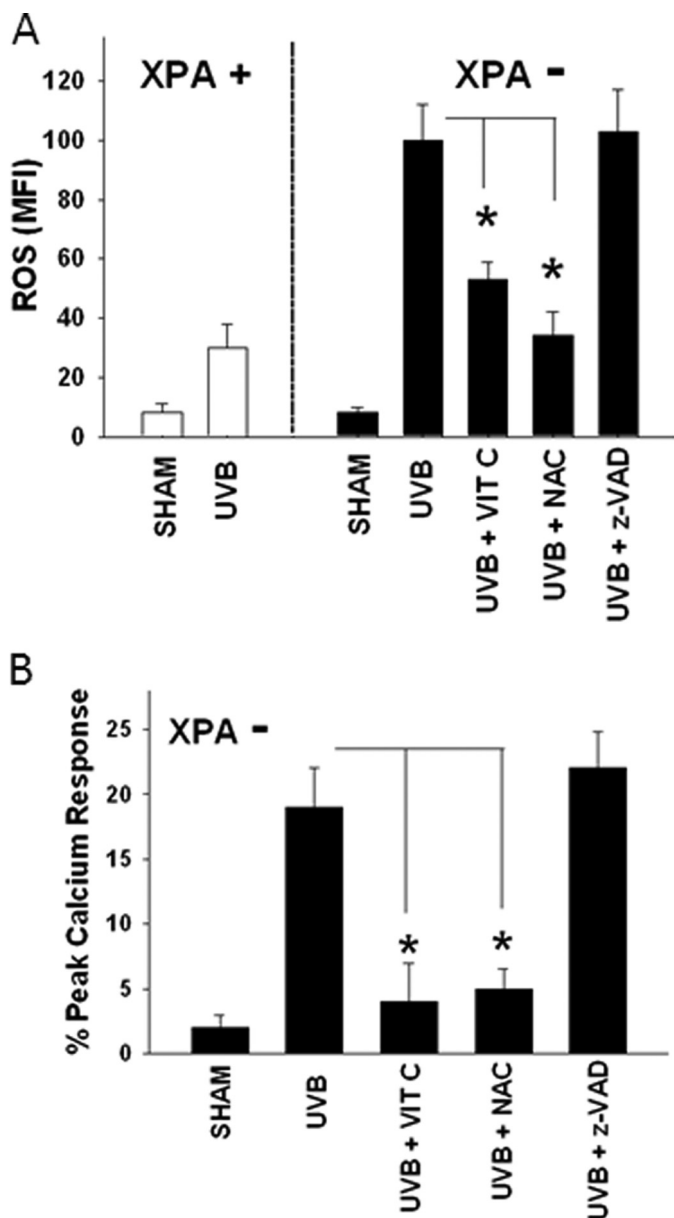 A
XPA +
XPA -
ROS (MFI)
120
100
80
60
40
20
0
*
*
SHAM
UVB
SHAM
UVB
UVB + VIT C
UVB + NAC
UVB + z-VAD
B
XPA -
% Peak Calcium Response
25
20
15
10
5
0
*
*
SHAM
UVB
UVB + VIT C
UVB + NAC
UVB + z-VAD